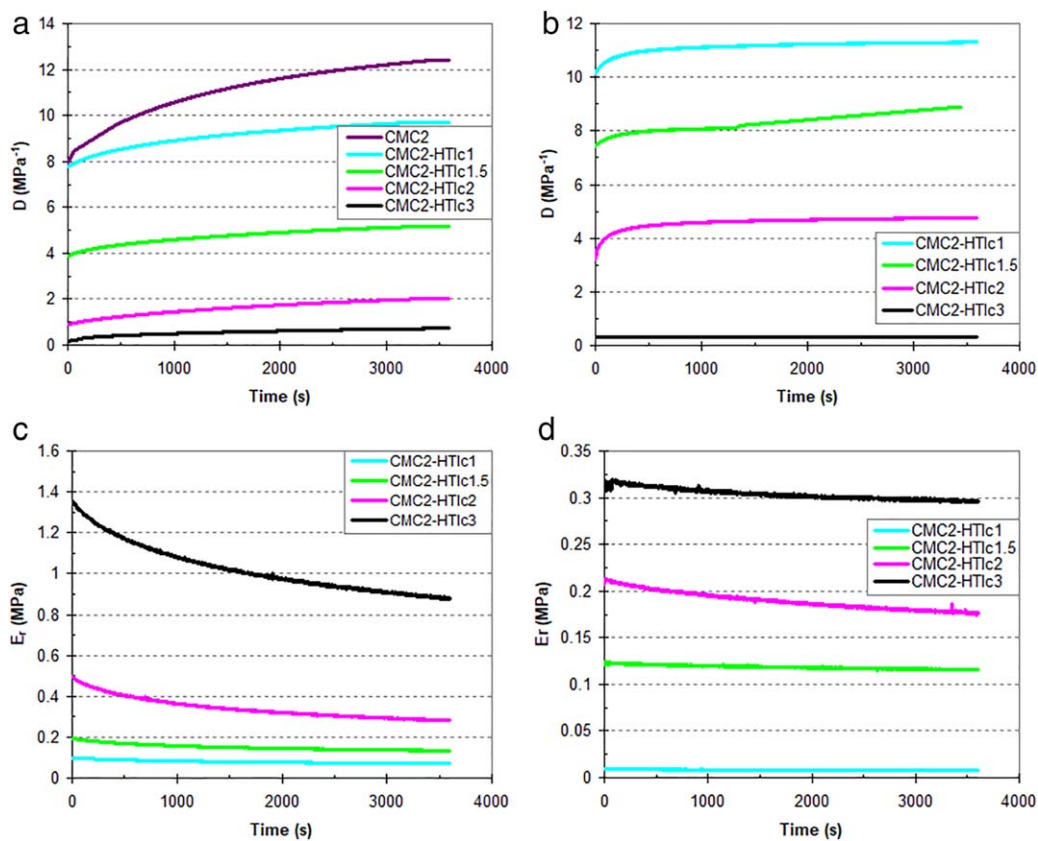 a
14
12
10
8
6
4
2
0
D (MPa⁻¹)
CMC2
CMC2-HTlc1
CMC2-HTlc1.5
CMC2-HTlc2
CMC2-HTlc3
0 1000 2000 3000 4000
Time (s)
b
12
10
8
6
4
2
0
D (MPa⁻¹)
CMC2-HTlc1
CMC2-HTlc1.5
CMC2-HTlc2
CMC2-HTlc3
0 1000 2000 3000 4000
Time (s)
c
1.6
1.4
1.2
1
0.8
0.6
0.4
0.2
0
Eᵣ (MPa)
CMC2-HTlc1
CMC2-HTlc1.5
CMC2-HTlc2
CMC2-HTlc3
0 1000 2000 3000 4000
Time (s)
d
0.35
0.3
0.25
0.2
0.15
0.1
0.05
0
Er (MPa)
CMC2-HTlc1
CMC2-HTlc1.5
CMC2-HTlc2
CMC2-HTlc3
0 1000 2000 3000 4000
Time (s)